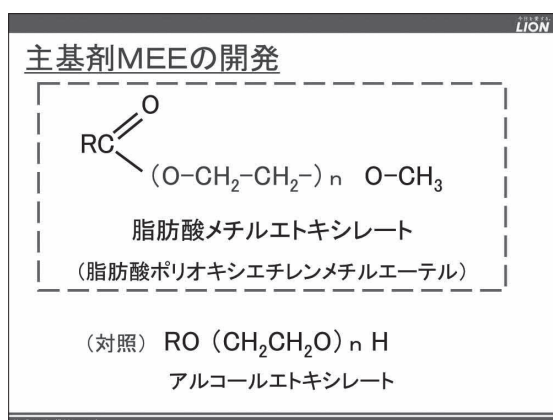 LION
主基剤MEEの開発
O
RC
(O-CH₂-CH₂-)n O-CH₃
脂肪酸メチルエトキシレート
(脂肪酸ポリオキシエチレンメチルエーテル)
(対照) RO (CH₂CH₂O)n H
アルコールエトキシレート